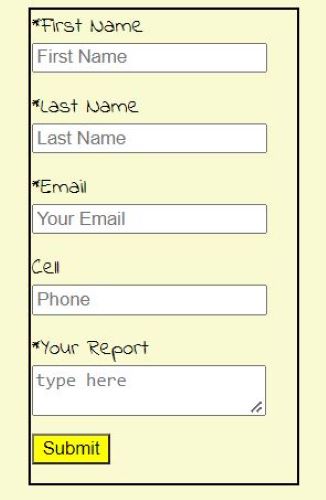 *First Name
First Name
*Last Name
Last Name
*Email
Your Email
Cell
Phone
*Your Report
type here
Submit